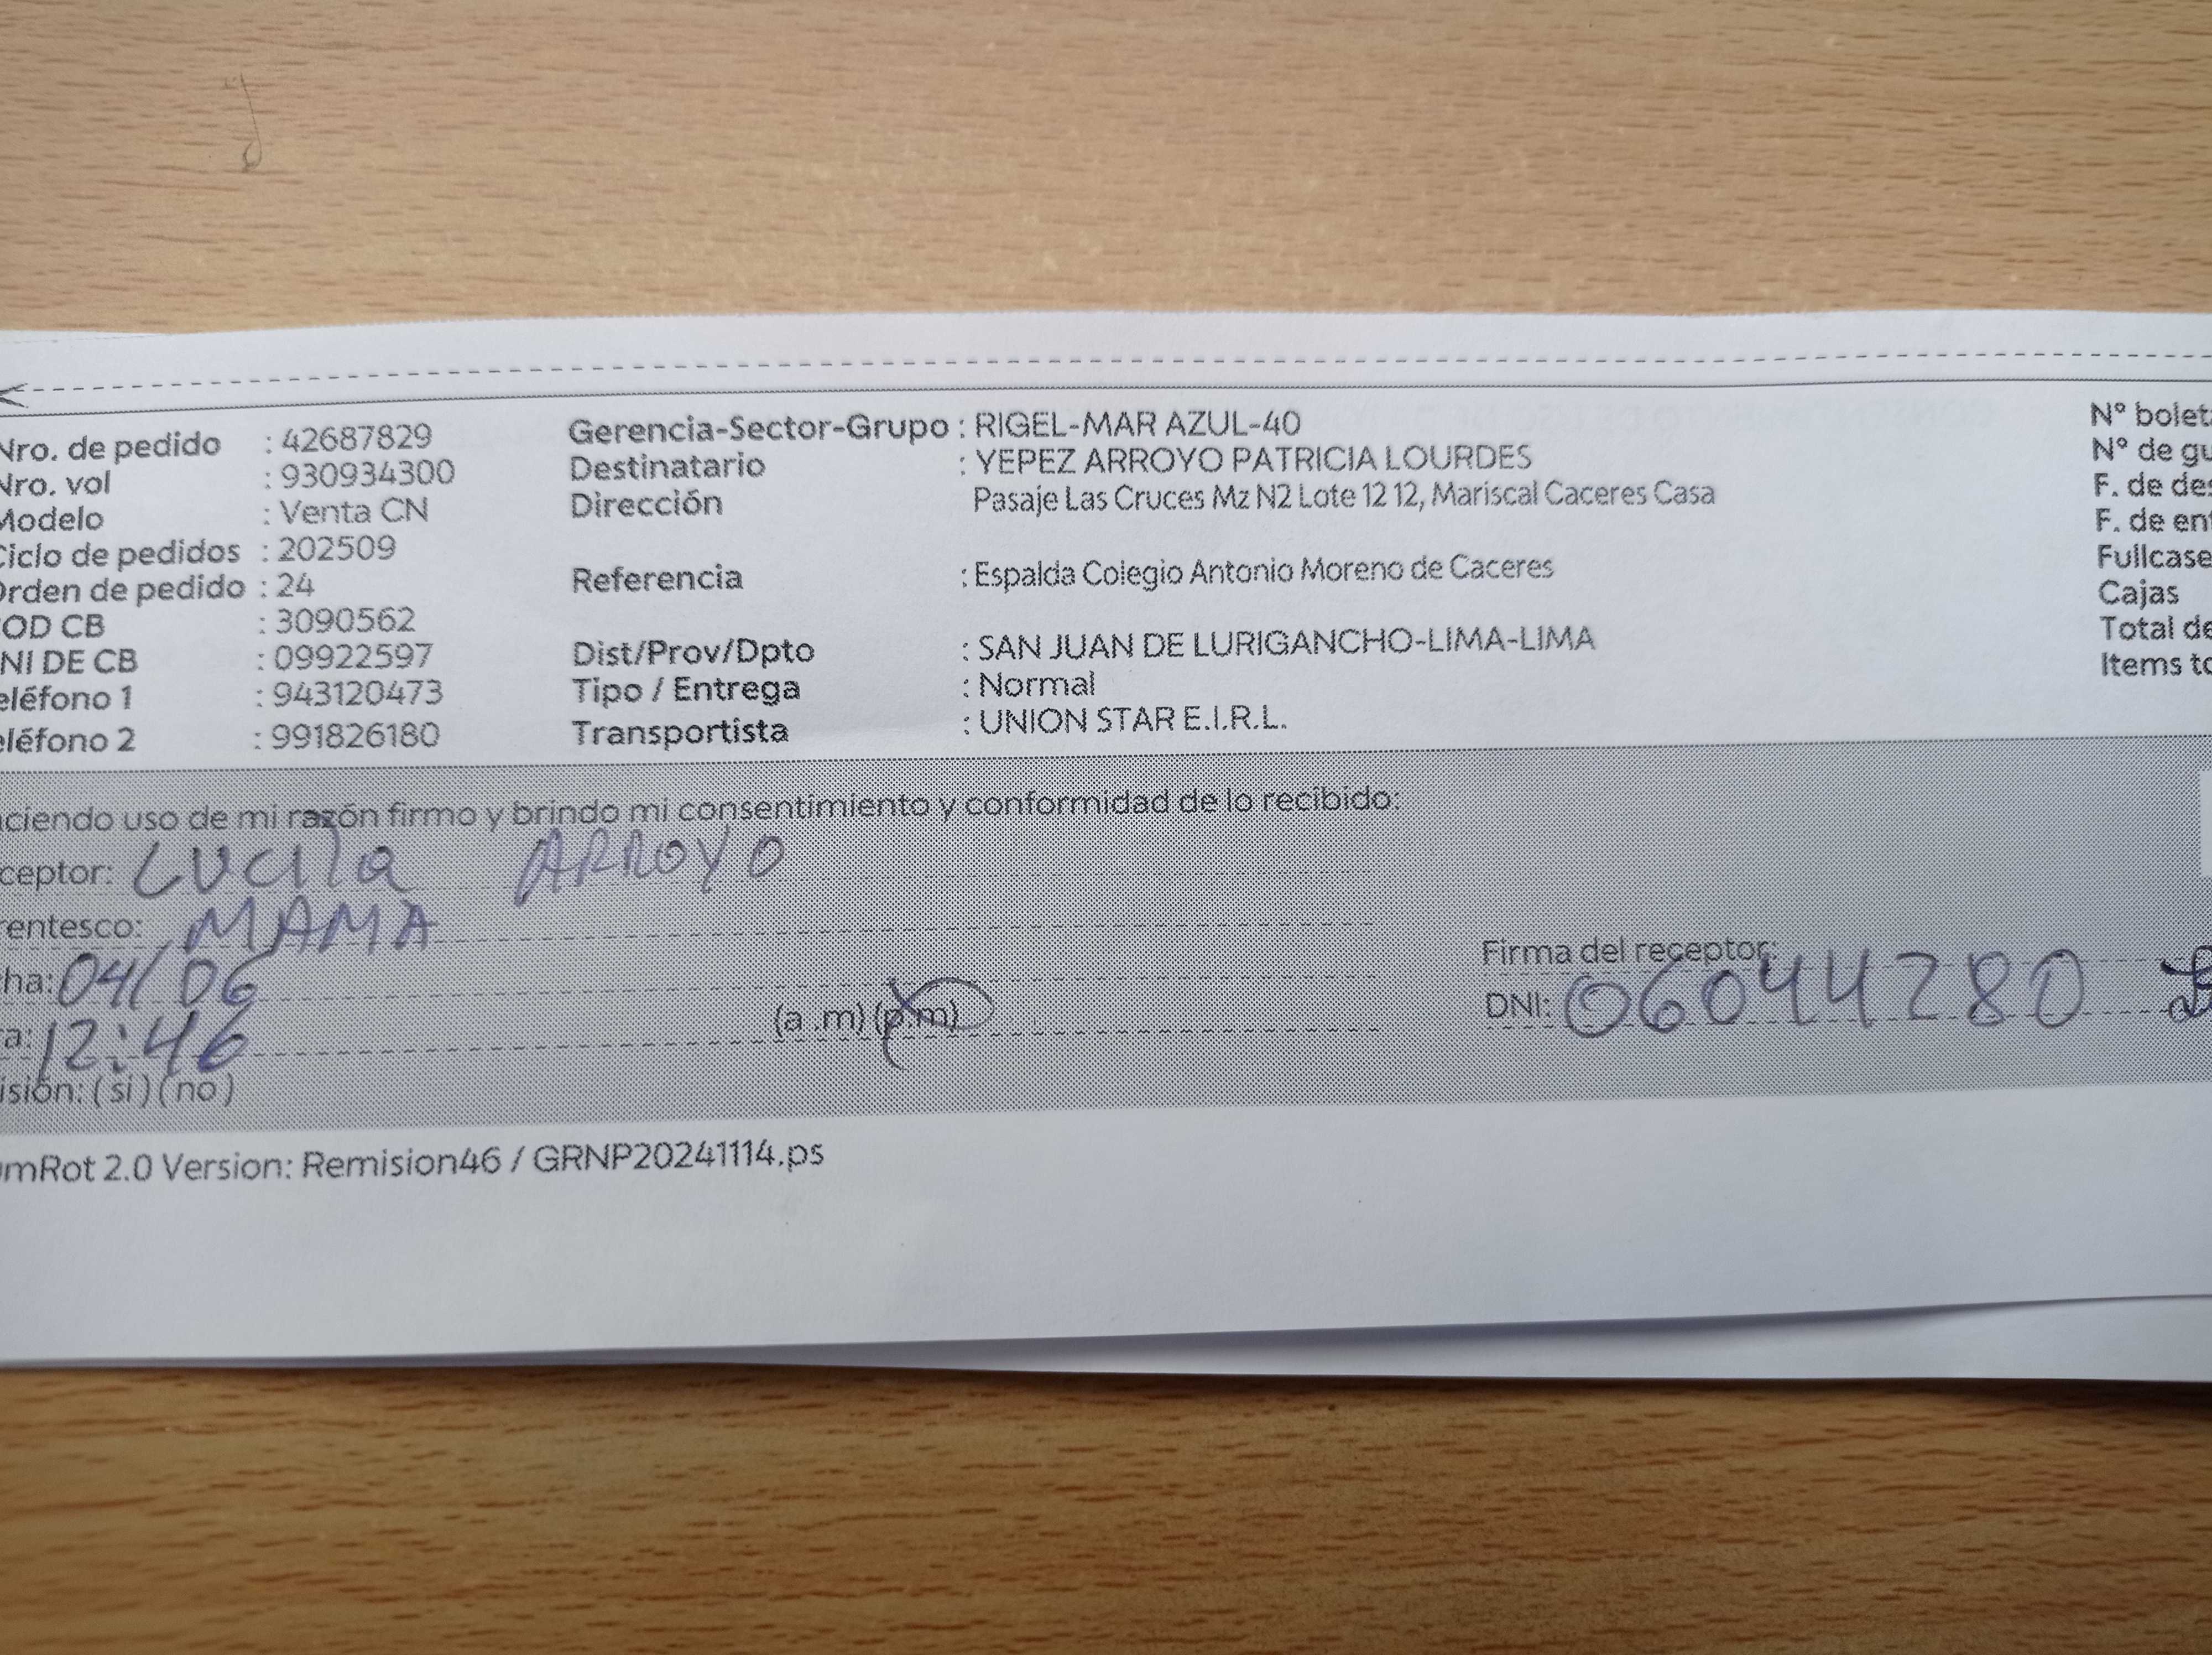 Nro. de pedido : 42687829 Gerencia-Sector-Grupo : RIGEL-MAR AZUL-40 Nº bolet
Nro. vol : 930934300 Destinatario : YEPEZ ARROYO PATRICIA LOURDES Nº de gu
Modelo : Venta CN Dirección Pasaje Las Cruces Mz N2 Lote 12 12, Mariscal Caceres Casa F. de des
Ciclo de pedidos : 202509 F. de ent
Orden de pedido : 24 Referencia : Espalda Colegio Antonio Moreno de Caceres Fullcase
OD CB : 3090562 Cajas
NI DE CB : 09922597 Dist/Prov/Dpto : SAN JUAN DE LURIGANCHO-LIMA-LIMA Total de
eléfono 1 : 943120473 Tipo / Entrega : Normal Items to
eléfono 2 : 991826180 Transportista : UNION STAR E.I.R.L.
ciendo uso de mi razón firmo y brindo mi consentimiento y conformidad de lo recibido:
ceptor: Lucila ARROYO
rentesco: MAMA
Firma del receptor:
ha: 04/06
DNI: 06044280
a: 12:46 (a .m) (p.m)
isión: ( si ) ( no )
mRot 2.0 Version: Remision46 / GRNP20241114.ps